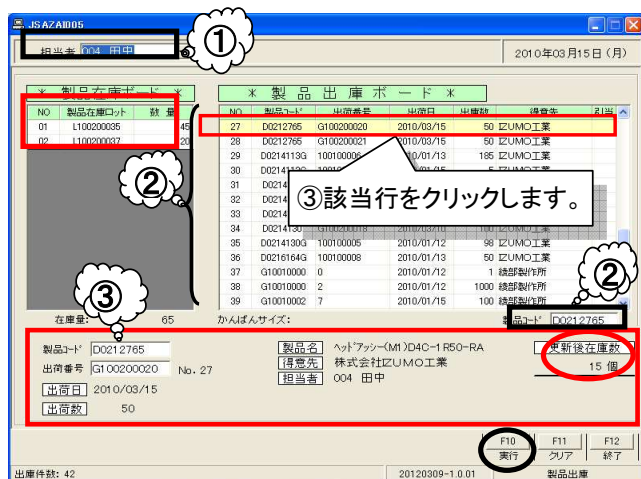 JSAZAI005
担当者 004 田中
①
2010年03月15日（月）
* 製品在庫ボード *
* 製品出庫ボード *
NO 製品在庫ロット 数量
01 L100200035 45
02 L100200037 20
②
NO 製品コード 出荷番号 出荷日 出庫数 得意先 引当
27 D0212765 G100200020 2010/03/15 50 IZUMO工業
28 D0212765 G100200021 2010/03/15 50 IZUMO工業
29 D0214113G 100100006 2010/01/13 185 IZUMO工業
30
31 D0214
32 D0214
33 D0214
34
35 D0214130G 100100005 2010/01/12 98 IZUMO工業
36 D0216164G 100100008 2010/01/13 50 IZUMO工業
37 G10010000 0 2010/01/12 1 綾部製作所
38 G10010000 2 2010/01/12 1000 綾部製作所
39 G10010002 7 2010/01/15 100 綾部製作所
③該当行をクリックします。
②
③
在庫量: 65
かんばんサイズ:
製品コード D0212765
製品コード D0212765
出荷番号 G100200020 No. 27
出荷日 2010/03/15
出荷数 50
製品名 ヘッドアッシー(M1)D4C-1R50-RA
得意先 株式会社IZUMO工業
担当者 004 田中
更新後在庫数
15 個
F10 実行
F11 クリア
F12 終了
出庫件数: 42
20120309-1.0.01
製品出庫